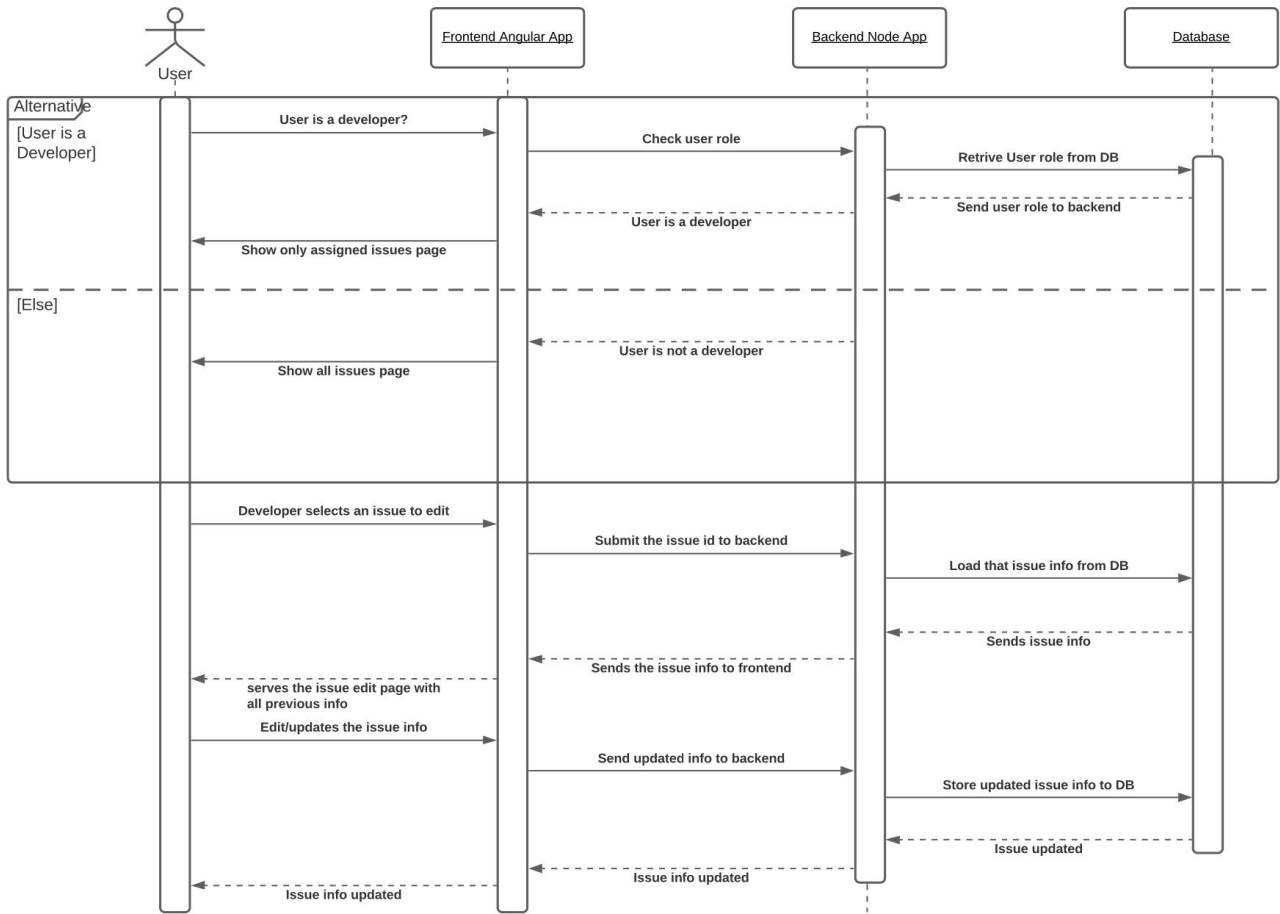 User
Frontend Angular App
Backend Node App
Database
Alternative
[User is a
Developer]
User is a developer?
Check user role
Retrive User role from DB
Send user role to backend
User is a developer
Show only assigned issues page
[Else]
User is not a developer
Show all issues page
Developer selects an issue to edit
Submit the issue id to backend
Load that issue info from DB
Sends issue info
Sends the issue info to frontend
serves the issue edit page with
all previous info
Edit/updates the issue info
Send updated info to backend
Store updated issue info to DB
Issue updated
Issue info updated
Issue info updated